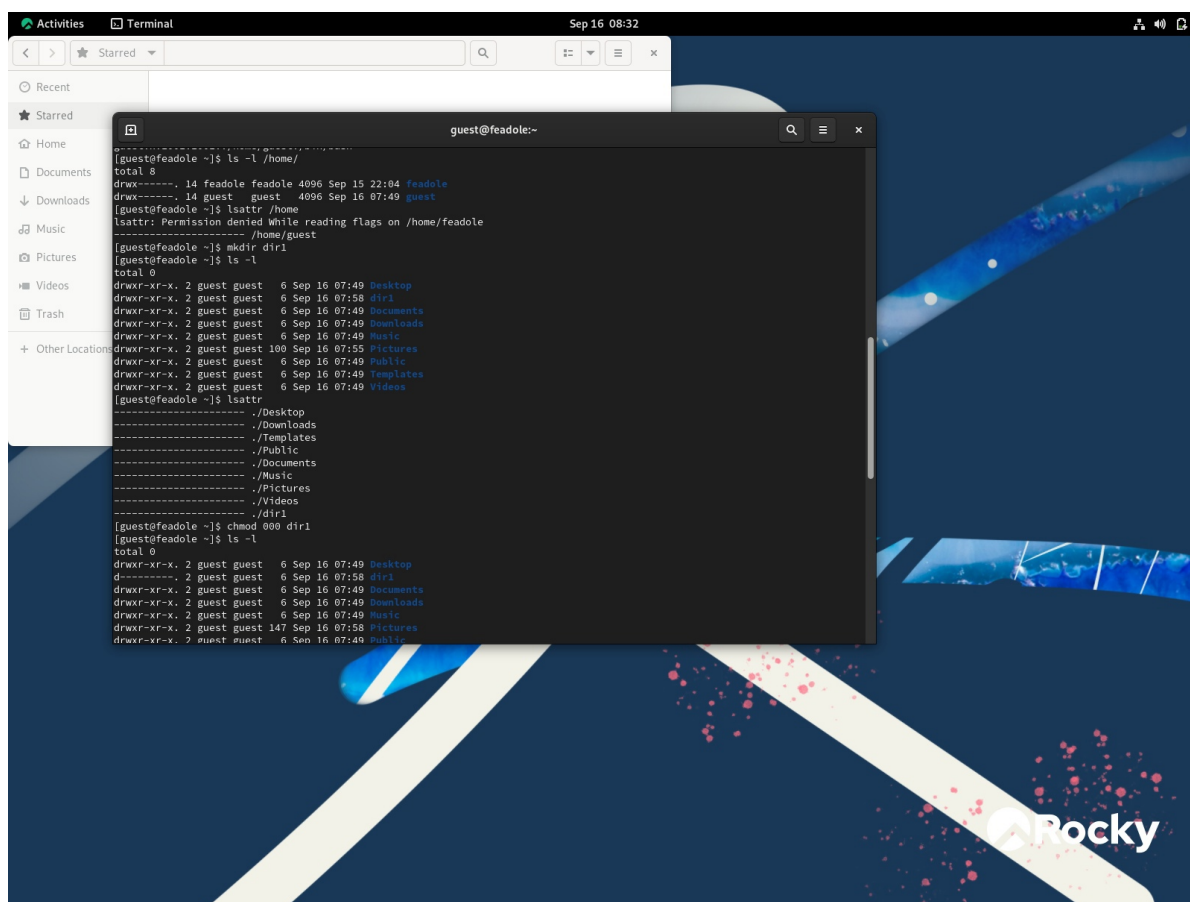 Activities Terminal Sep 16 08:32
Starred
Recent
Starred
Home
Documents
Downloads
Music
Pictures
Videos
Trash
+ Other Locations
guest@feadole:~
[guest@feadole ~]$ ls -l /home/
total 8
drwx------. 14 feadole feadole 4096 Sep 15 22:04 feadole
drwx------. 14 guest   guest   4096 Sep 16 07:49 guest
[guest@feadole ~]$ lsattr /home
lsattr: Permission denied While reading flags on /home/feadole
---------------------- /home/guest
[guest@feadole ~]$ mkdir dir1
[guest@feadole ~]$ ls -l
total 0
drwxr-xr-x. 2 guest guest   6 Sep 16 07:49 Desktop
drwxr-xr-x. 2 guest guest   6 Sep 16 07:58 dir1
drwxr-xr-x. 2 guest guest   6 Sep 16 07:49 Documents
drwxr-xr-x. 2 guest guest   6 Sep 16 07:49 Downloads
drwxr-xr-x. 2 guest guest   6 Sep 16 07:49 Music
drwxr-xr-x. 2 guest guest 100 Sep 16 07:55 Pictures
drwxr-xr-x. 2 guest guest   6 Sep 16 07:49 Public
drwxr-xr-x. 2 guest guest   6 Sep 16 07:49 Templates
drwxr-xr-x. 2 guest guest   6 Sep 16 07:49 Videos
[guest@feadole ~]$ lsattr
---------------------- ./Desktop
---------------------- ./Downloads
---------------------- ./Templates
---------------------- ./Public
---------------------- ./Documents
---------------------- ./Music
---------------------- ./Pictures
---------------------- ./Videos
---------------------- ./dir1
[guest@feadole ~]$ chmod 000 dir1
[guest@feadole ~]$ ls -l
total 0
drwxr-xr-x. 2 guest guest   6 Sep 16 07:49 Desktop
d---------. 2 guest guest   6 Sep 16 07:58 dir1
drwxr-xr-x. 2 guest guest   6 Sep 16 07:49 Documents
drwxr-xr-x. 2 guest guest   6 Sep 16 07:49 Downloads
drwxr-xr-x. 2 guest guest   6 Sep 16 07:49 Music
drwxr-xr-x. 2 guest guest 147 Sep 16 07:58 Pictures
drwxr-xr-x. 2 guest guest   6 Sep 16 07:49 Public
Rocky